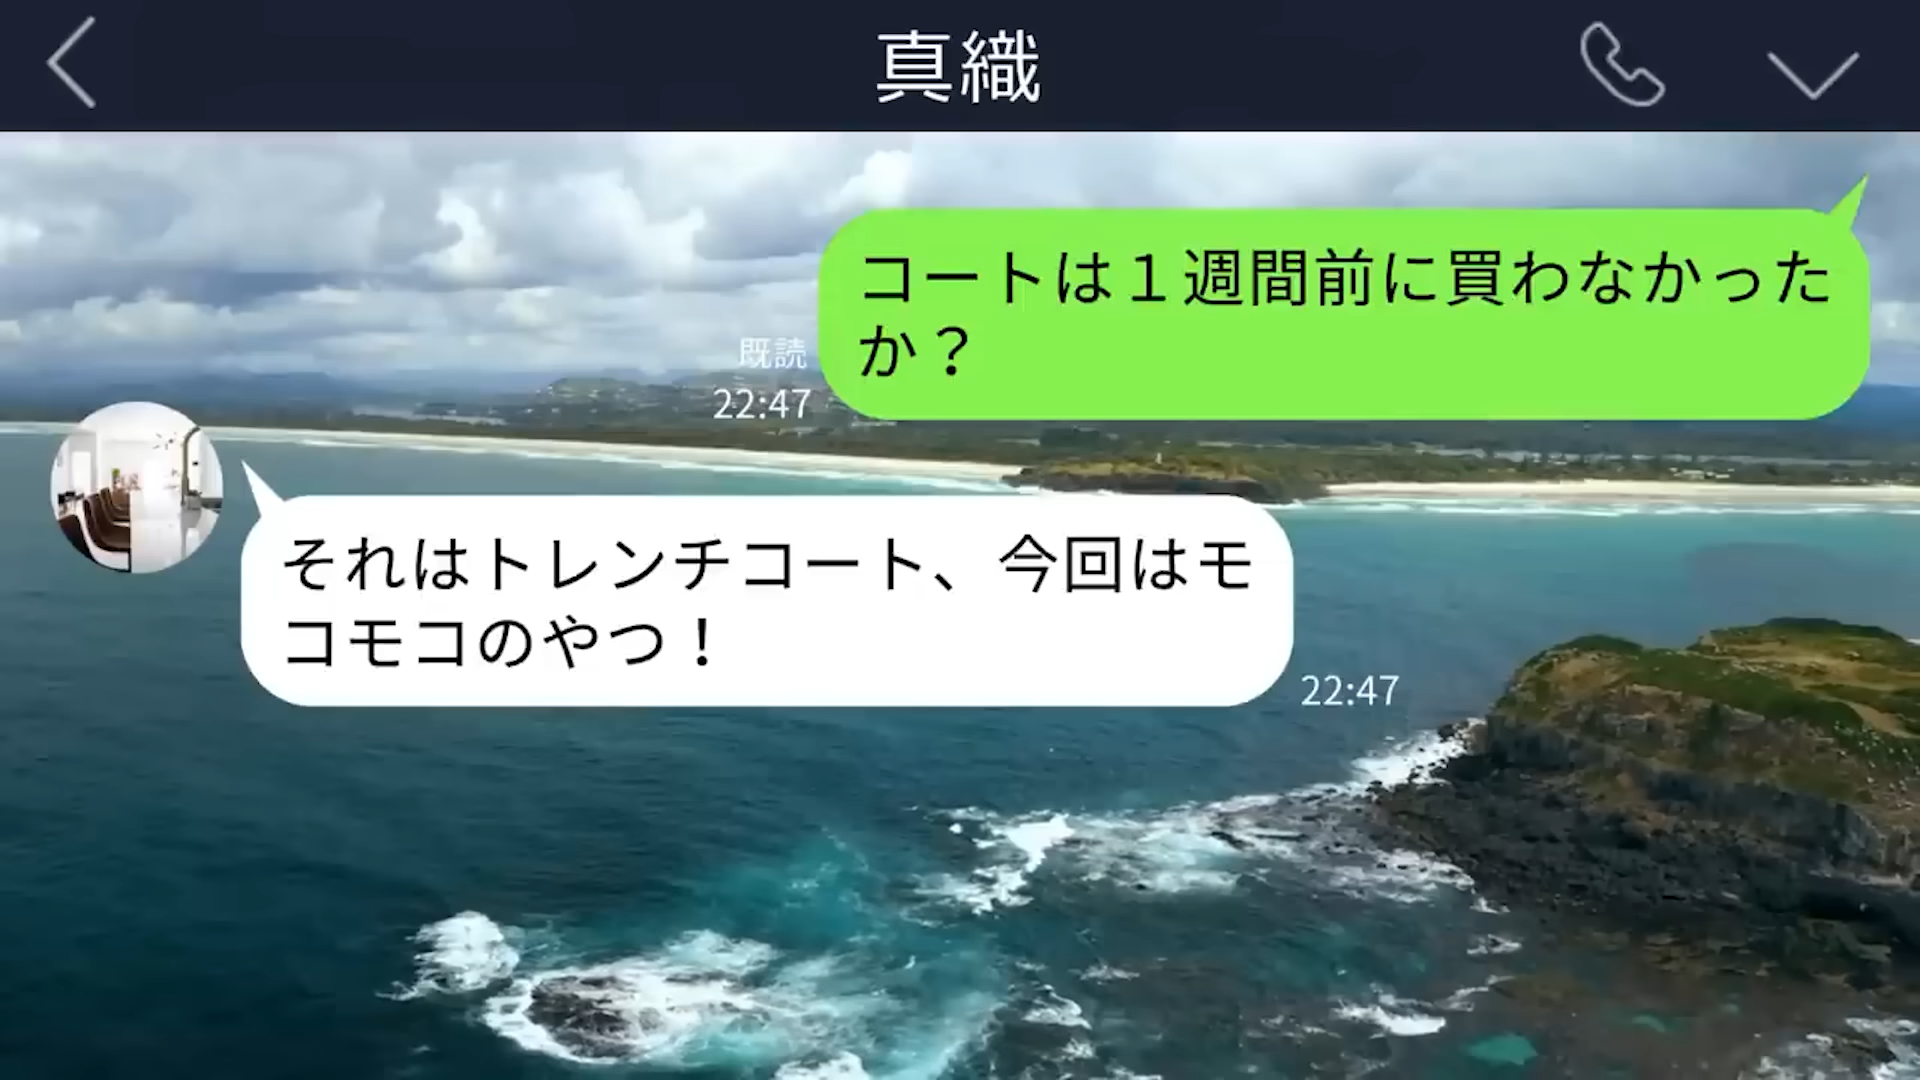 真織
コートは１週間前に買わなかった
か？
既読
22:47
それはトレンチコート、今回はモ
コモコのやつ！
22:47